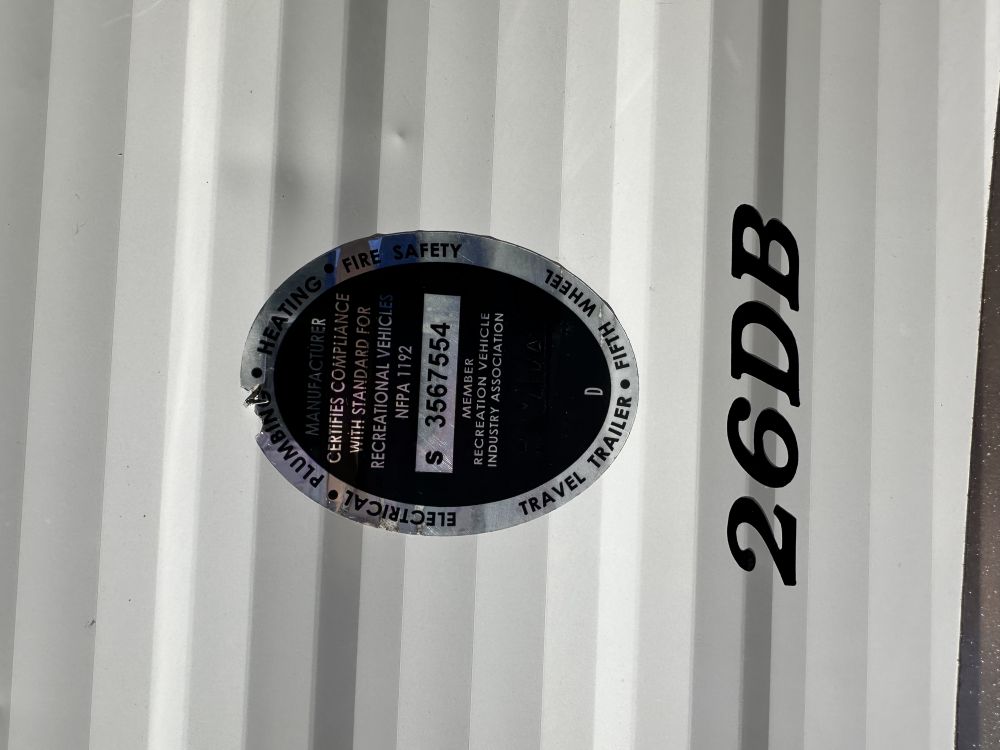 PLUMBING • HEATING •
ELECTRICAL • FIRE SAFETY
MANUFACTURER
CERTIFIES COMPLIANCE
WITH STANDARD FOR
RECREATIONAL VEHICLES
NFPA 1192
S 3567554
MEMBER
RECREATION VEHICLE
INDUSTRY ASSOCIATION
D
TRAVEL TRAILER • FIFTH WHEEL
26DB